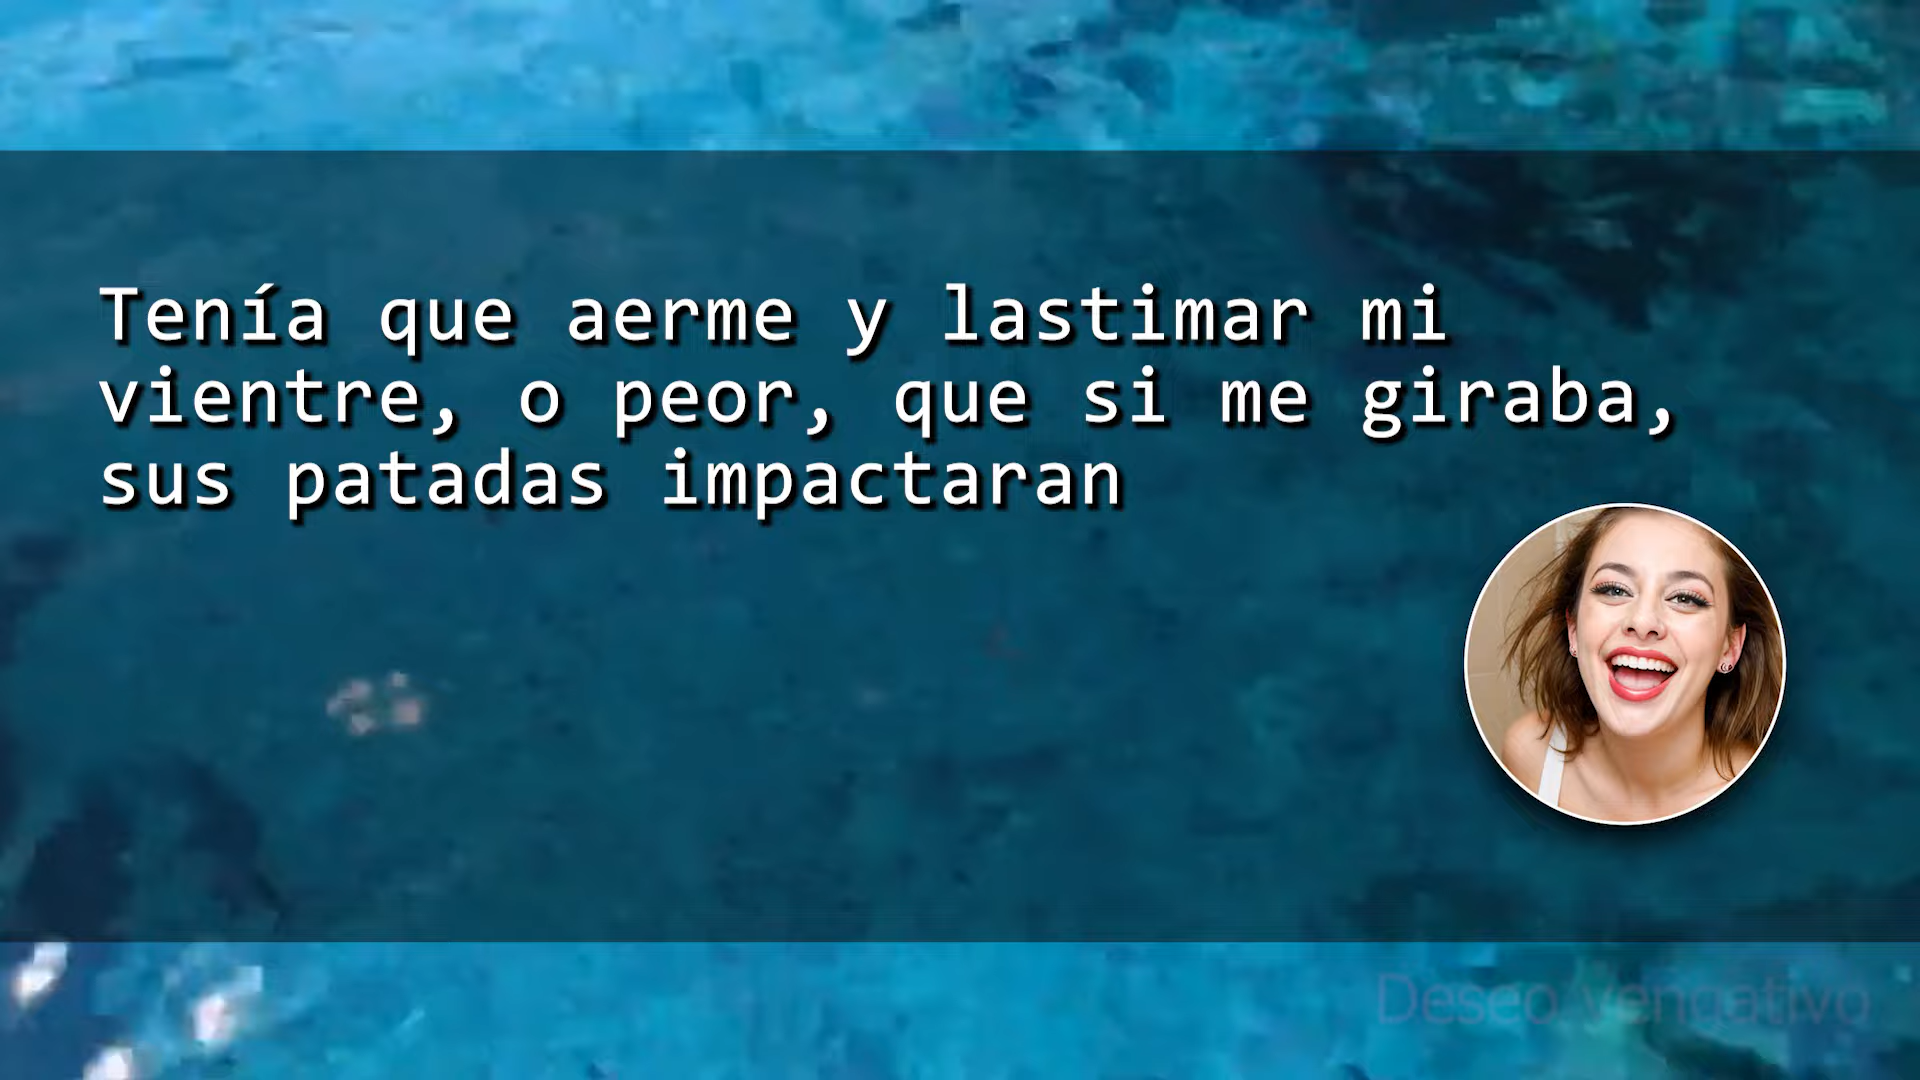 Tenía que aerme y lastimar mi
vientre, o peor, que si me giraba,
sus patadas impactaran
Deseo Vengativo